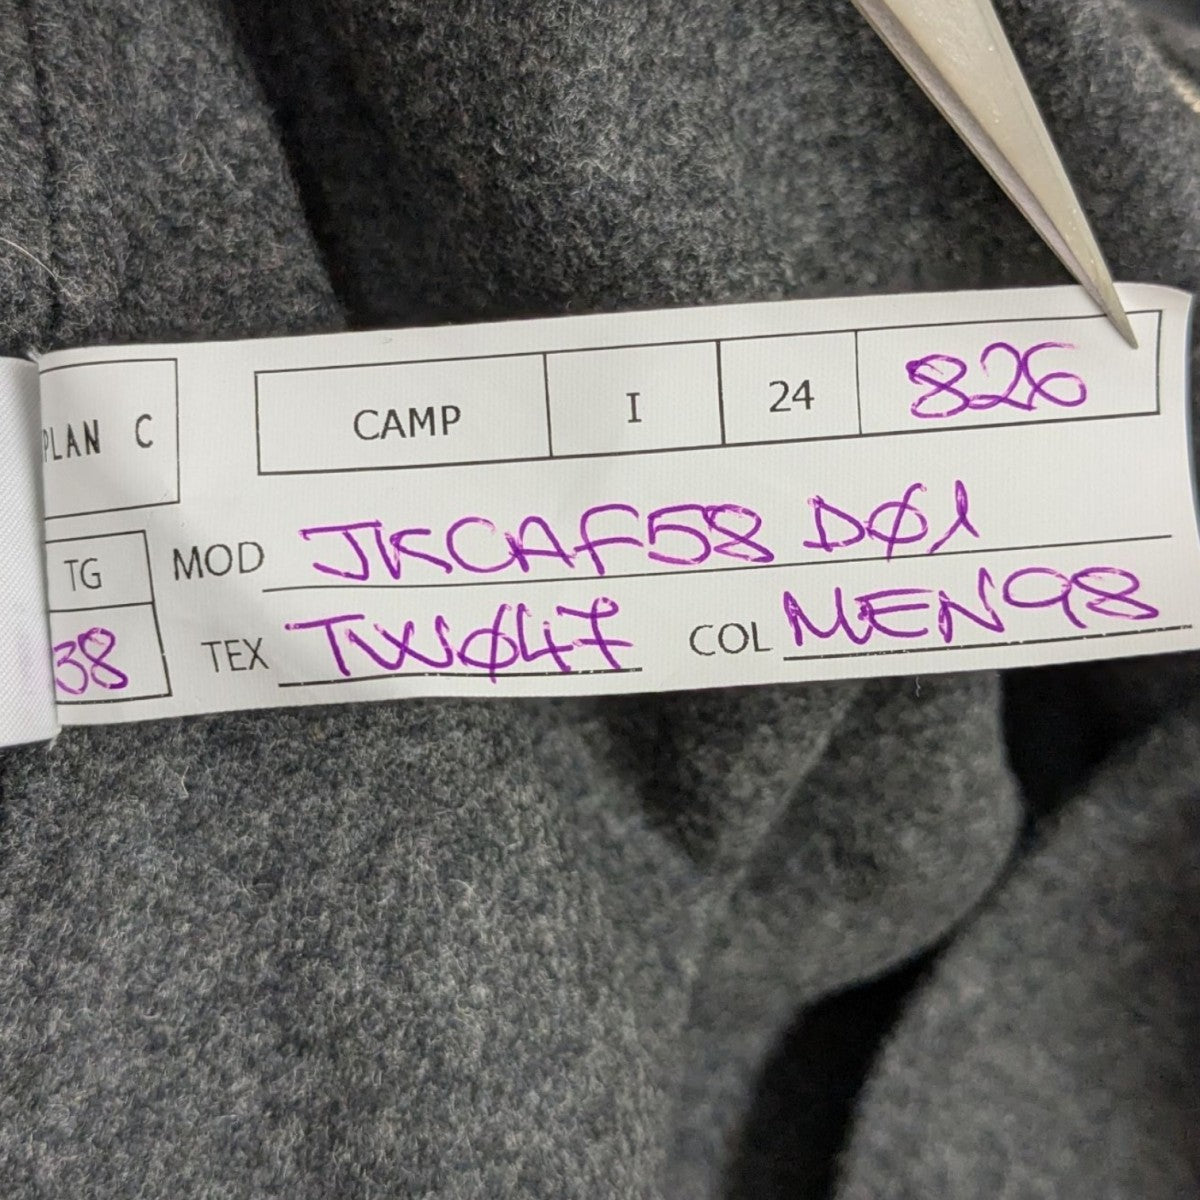 PLAN C
CAMP I 24 826
TG
38
MOD JKCAF58 DØ1
TEX TWØ47 COL MEN98